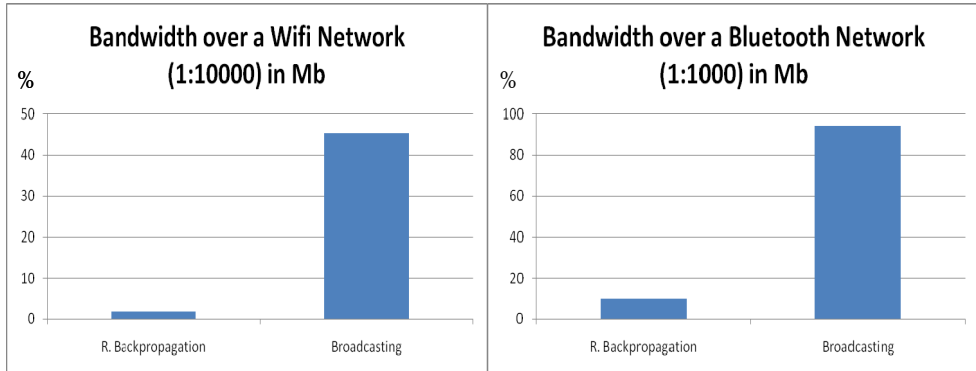 Bandwidth over a Wifi Network
(1:10000) in Mb
%
50
40
30
20
10
0
R. Backpropagation Broadcasting
Bandwidth over a Bluetooth Network
(1:1000) in Mb
%
100
80
60
40
20
0
R. Backpropagation Broadcasting